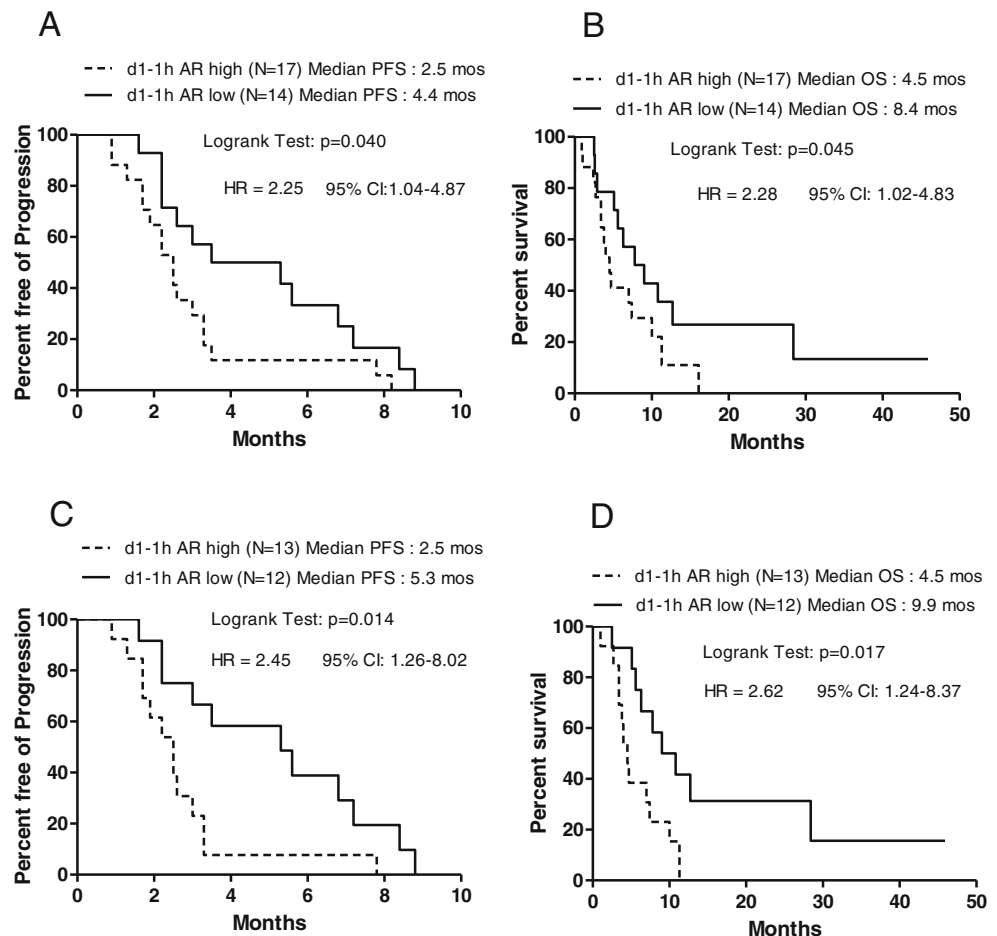 A
d1-1h AR high (N=17) Median PFS : 2.5 mos
d1-1h AR low (N=14) Median PFS : 4.4 mos
Logrank Test: p=0.040
HR = 2.25 95% CI:1.04-4.87
Percent free of Progression
100
80
60
40
20
0
0 2 4 6 8 10
Months
B
d1-1h AR high (N=17) Median OS : 4.5 mos
d1-1h AR low (N=14) Median OS : 8.4 mos
Logrank Test: p=0.045
HR = 2.28 95% CI: 1.02-4.83
Percent survival
100
80
60
40
20
0
0 10 20 30 40 50
Months
C
d1-1h AR high (N=13) Median PFS : 2.5 mos
d1-1h AR low (N=12) Median PFS : 5.3 mos
Logrank Test: p=0.014
HR = 2.45 95% CI: 1.26-8.02
Percent free of Progression
100
80
60
40
20
0
0 2 4 6 8 10
Months
D
d1-1h AR high (N=13) Median OS : 4.5 mos
d1-1h AR low (N=12) Median OS : 9.9 mos
Logrank Test: p=0.017
HR = 2.62 95% CI: 1.24-8.37
Percent survival
100
80
60
40
20
0
0 10 20 30 40 50
Months